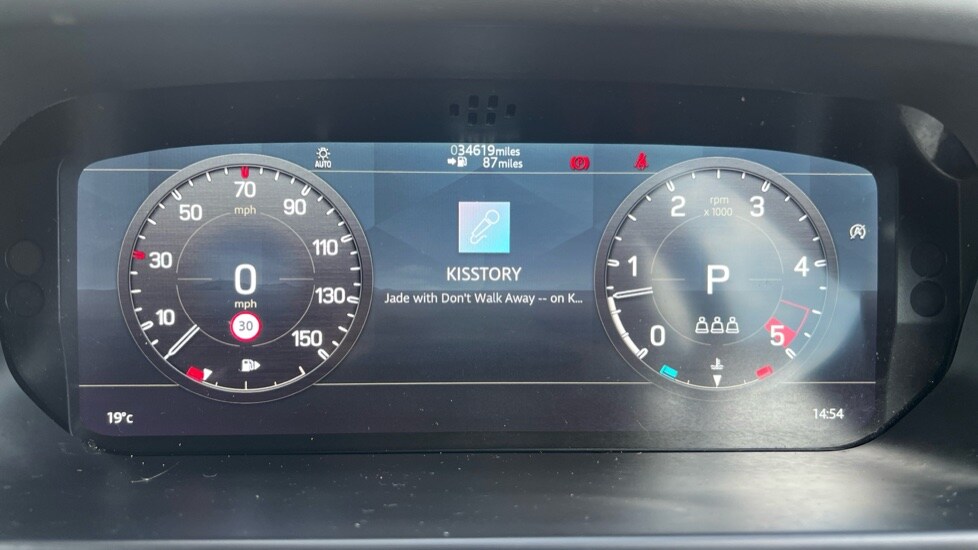 034619miles
87miles
AUTO
70
50
mph
90
30
110
0
mph
10
30
130
150
KISSTORY
Jade with Don't Walk Away -- on K...
2
rpm
x 1000
3
1
P
4
0
5
19°c
14:54